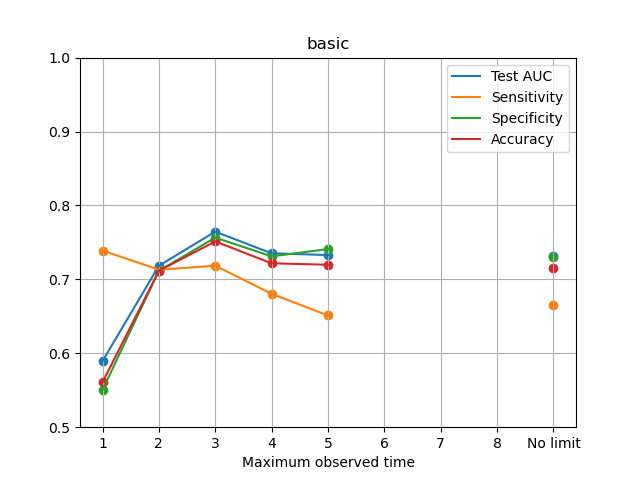 basic
1.0
0.9
0.8
0.7
0.6
0.5
Test AUC
Sensitivity
Specificity
Accuracy
1 2 3 4 5 6 7 8 No limit
Maximum observed time